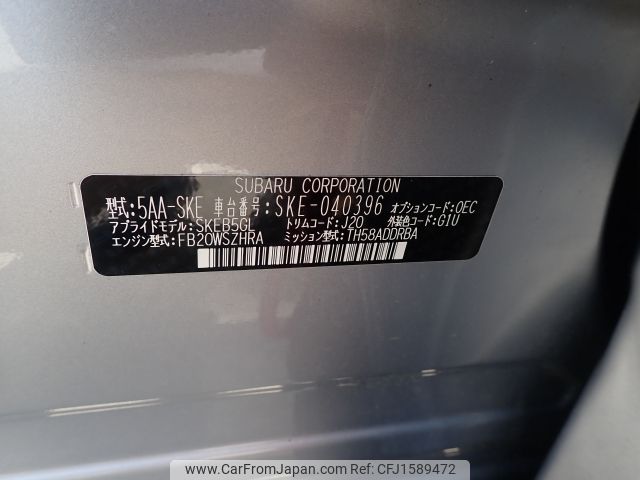 SUBARU CORPORATION
型式:5AA-SKE 車台番号:SKE-040396 オプションコード:OEC
アプライドモデル:SKEB5GL トリムコード:J20 外装色コード:G1U
エンジン型式:FB20WSZHRA ミッション型式:TH58ADDRBA
www.CarFromJapan.com | www.CarFromJapan.com - CFJ1589472